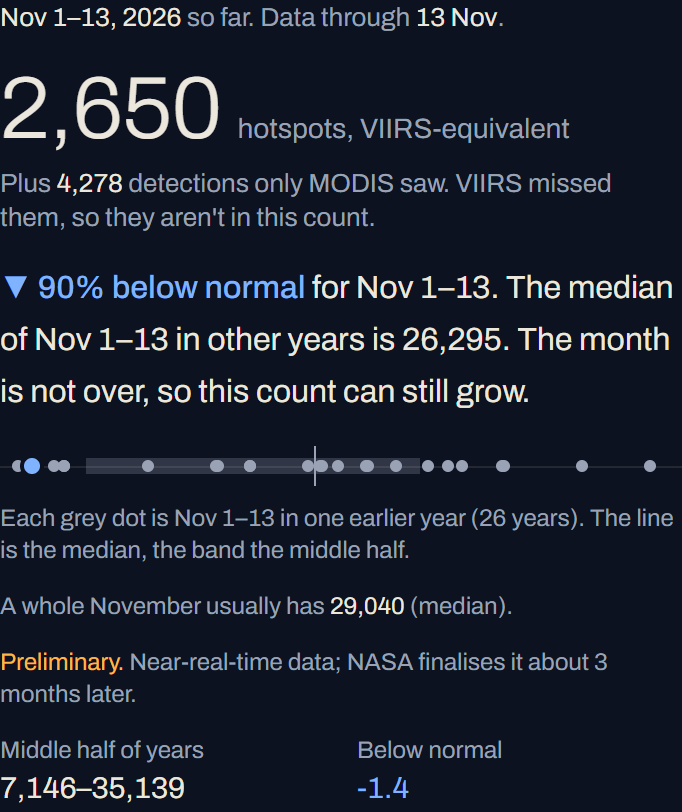 Nov 1–13, 2026 so far. Data through 13 Nov.
2,650 hotspots, VIIRS-equivalent
Plus 4,278 detections only MODIS saw. VIIRS missed
them, so they aren't in this count.
▼ 90% below normal for Nov 1–13. The median
of Nov 1–13 in other years is 26,295. The month
is not over, so this count can still grow.
Each grey dot is Nov 1–13 in one earlier year (26 years). The line
is the median, the band the middle half.
A whole November usually has 29,040 (median).
Preliminary. Near-real-time data; NASA finalises it about 3
months later.
Middle half of years
7,146–35,139
Below normal
-1.4